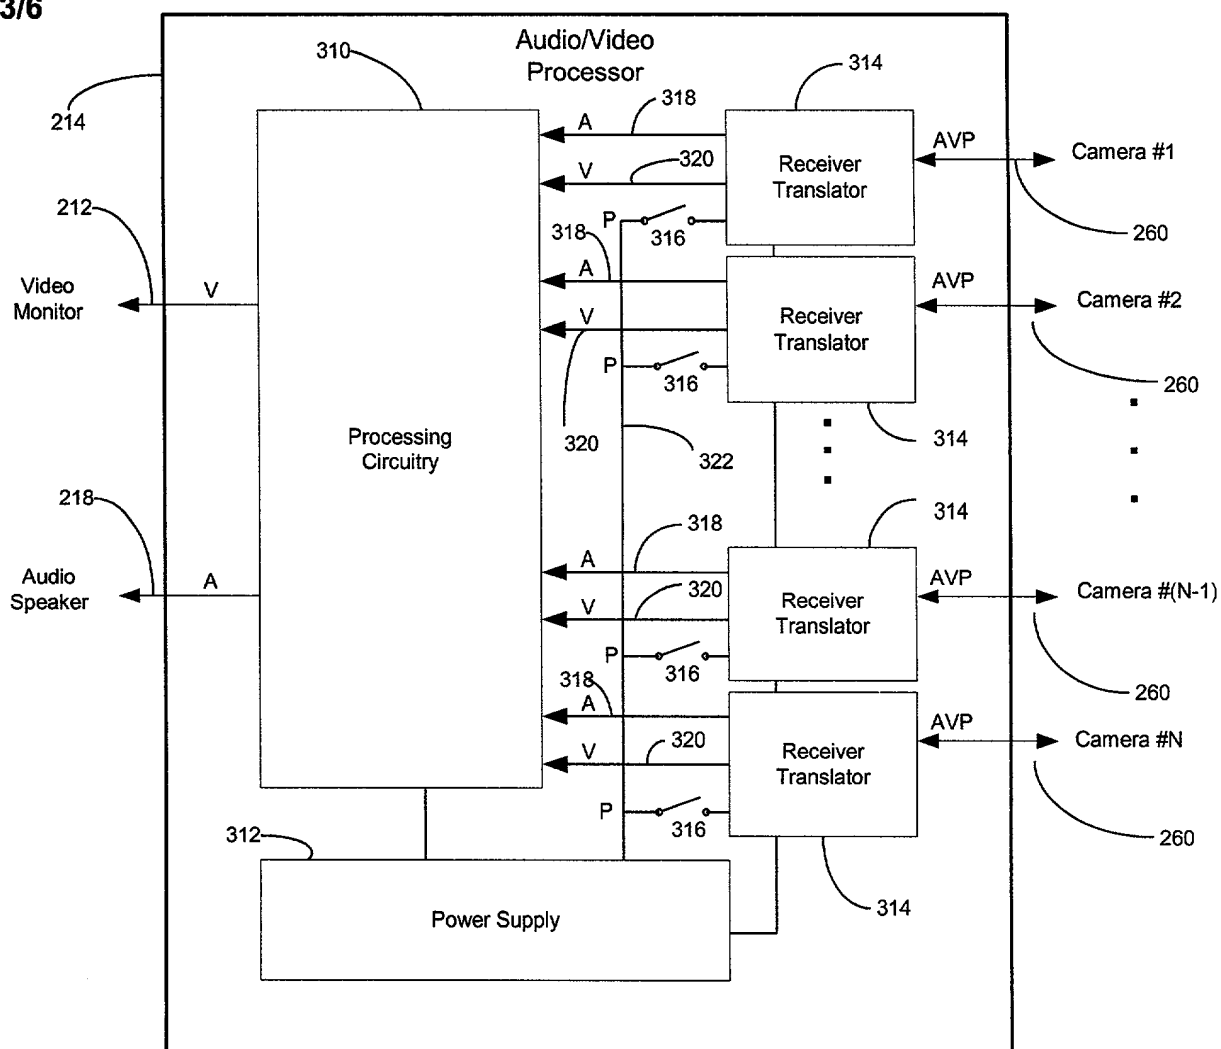 3/6
Audio/Video
Processor
310
314
214
318
A
AVP
Camera #1
320
V
Receiver
Translator
212
P
316
260
318
A
AVP
Camera #2
Video
Monitor
V
V
Receiver
Translator
P
316
260
320
322
314
Processing
Circuitry
218
318
314
A
AVP
Camera #(N-1)
Audio
Speaker
A
320
V
Receiver
Translator
P
316
260
318
A
AVP
Camera #N
320
V
Receiver
Translator
P
316
260
312
314
Power Supply